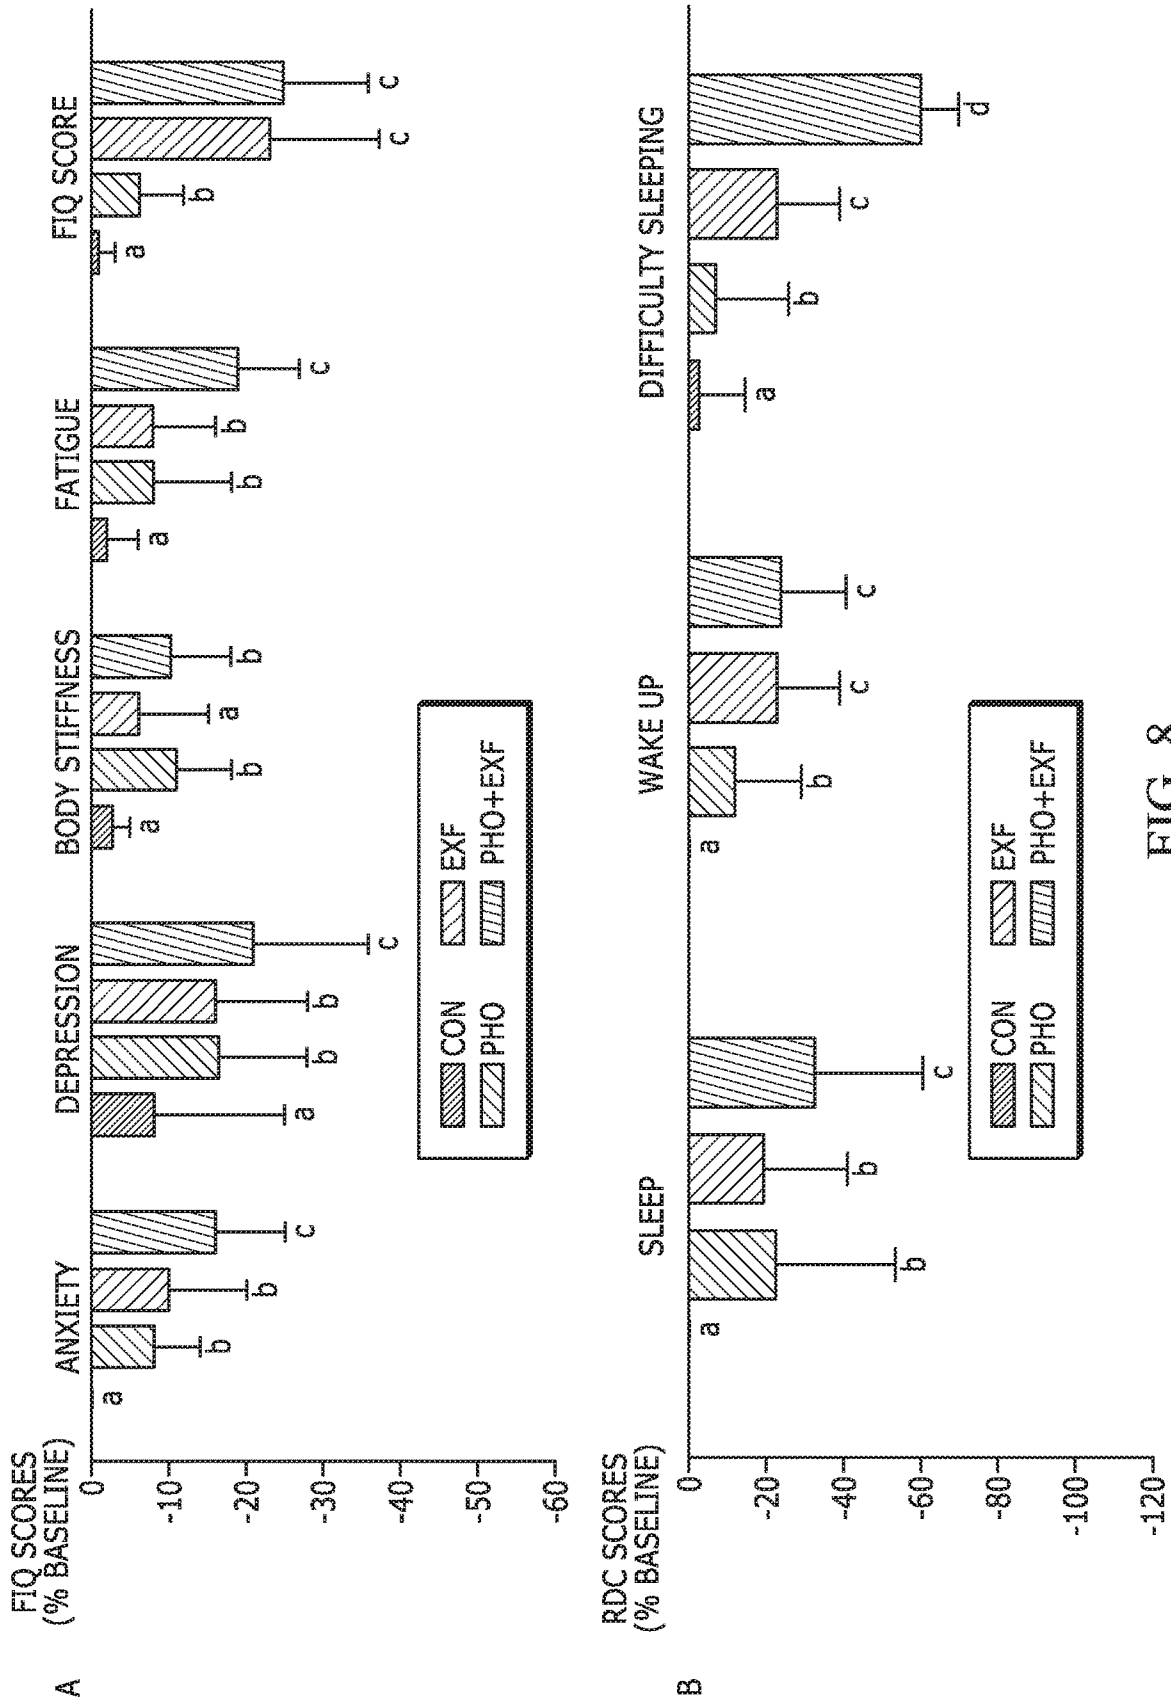 A
FIQ SCORES
(% BASELINE)
0
-10
-20
-30
-40
-50
-60
ANXIETY
DEPRESSION
BODY STIFFNESS
FATIGUE
FIQ SCORE
a
b
b
c
a
b
b
c
a
b
a
b
a
b
b
c
a
b
c
c
CON
EXF
PHO
PHO+EXF
B
RDC SCORES
(% BASELINE)
0
-20
-40
-60
-80
-100
-120
SLEEP
WAKE UP
DIFFICULTY SLEEPING
a
b
b
c
a
b
c
c
a
b
c
d
CON
EXF
PHO
PHO+EXF
FIG. 8